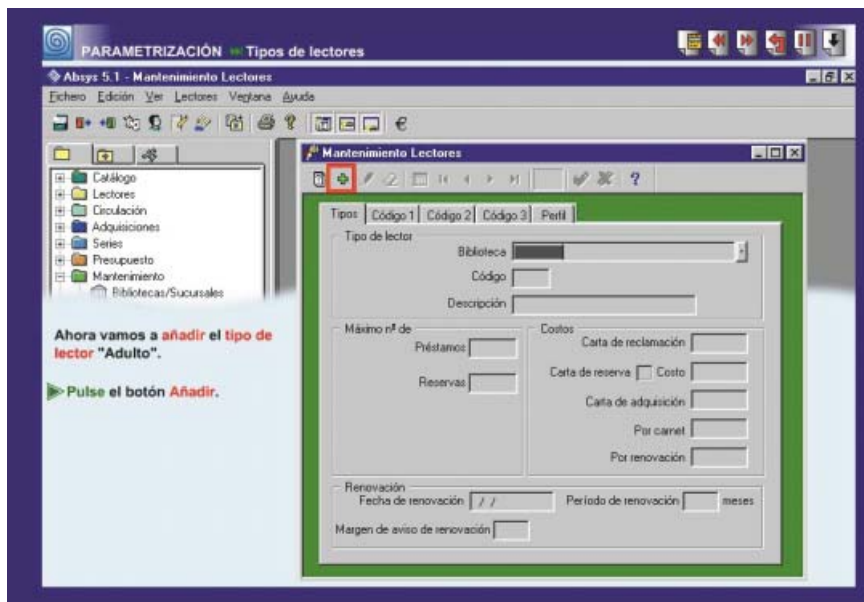 PARAMETRIZACIÓN Tipos de lectores
Absys 5.1 - Mantenimiento Lectores
Fichero Edición Ver Lectores Ventana Ayuda
Mantenimiento Lectores
Catálogo
Lectores
Circulación
Adquisiciones
Series
Presupuesto
Mantenimiento
Bibliotecas/Sucursales
Ahora vamos a añadir el tipo de
lector "Adulto".
Pulse el botón Añadir.
Tipos Código 1 Código 2 Código 3 Perfil
Tipo de lector
Biblioteca
Código
Descripción
Máximo nº de
Préstamos
Reservas
Costos
Carta de reclamación
Carta de reserva Costo
Carta de adquisición
Por carnet
Por renovación
Renovación
Fecha de renovación / / Período de renovación meses
Margen de aviso de renovación